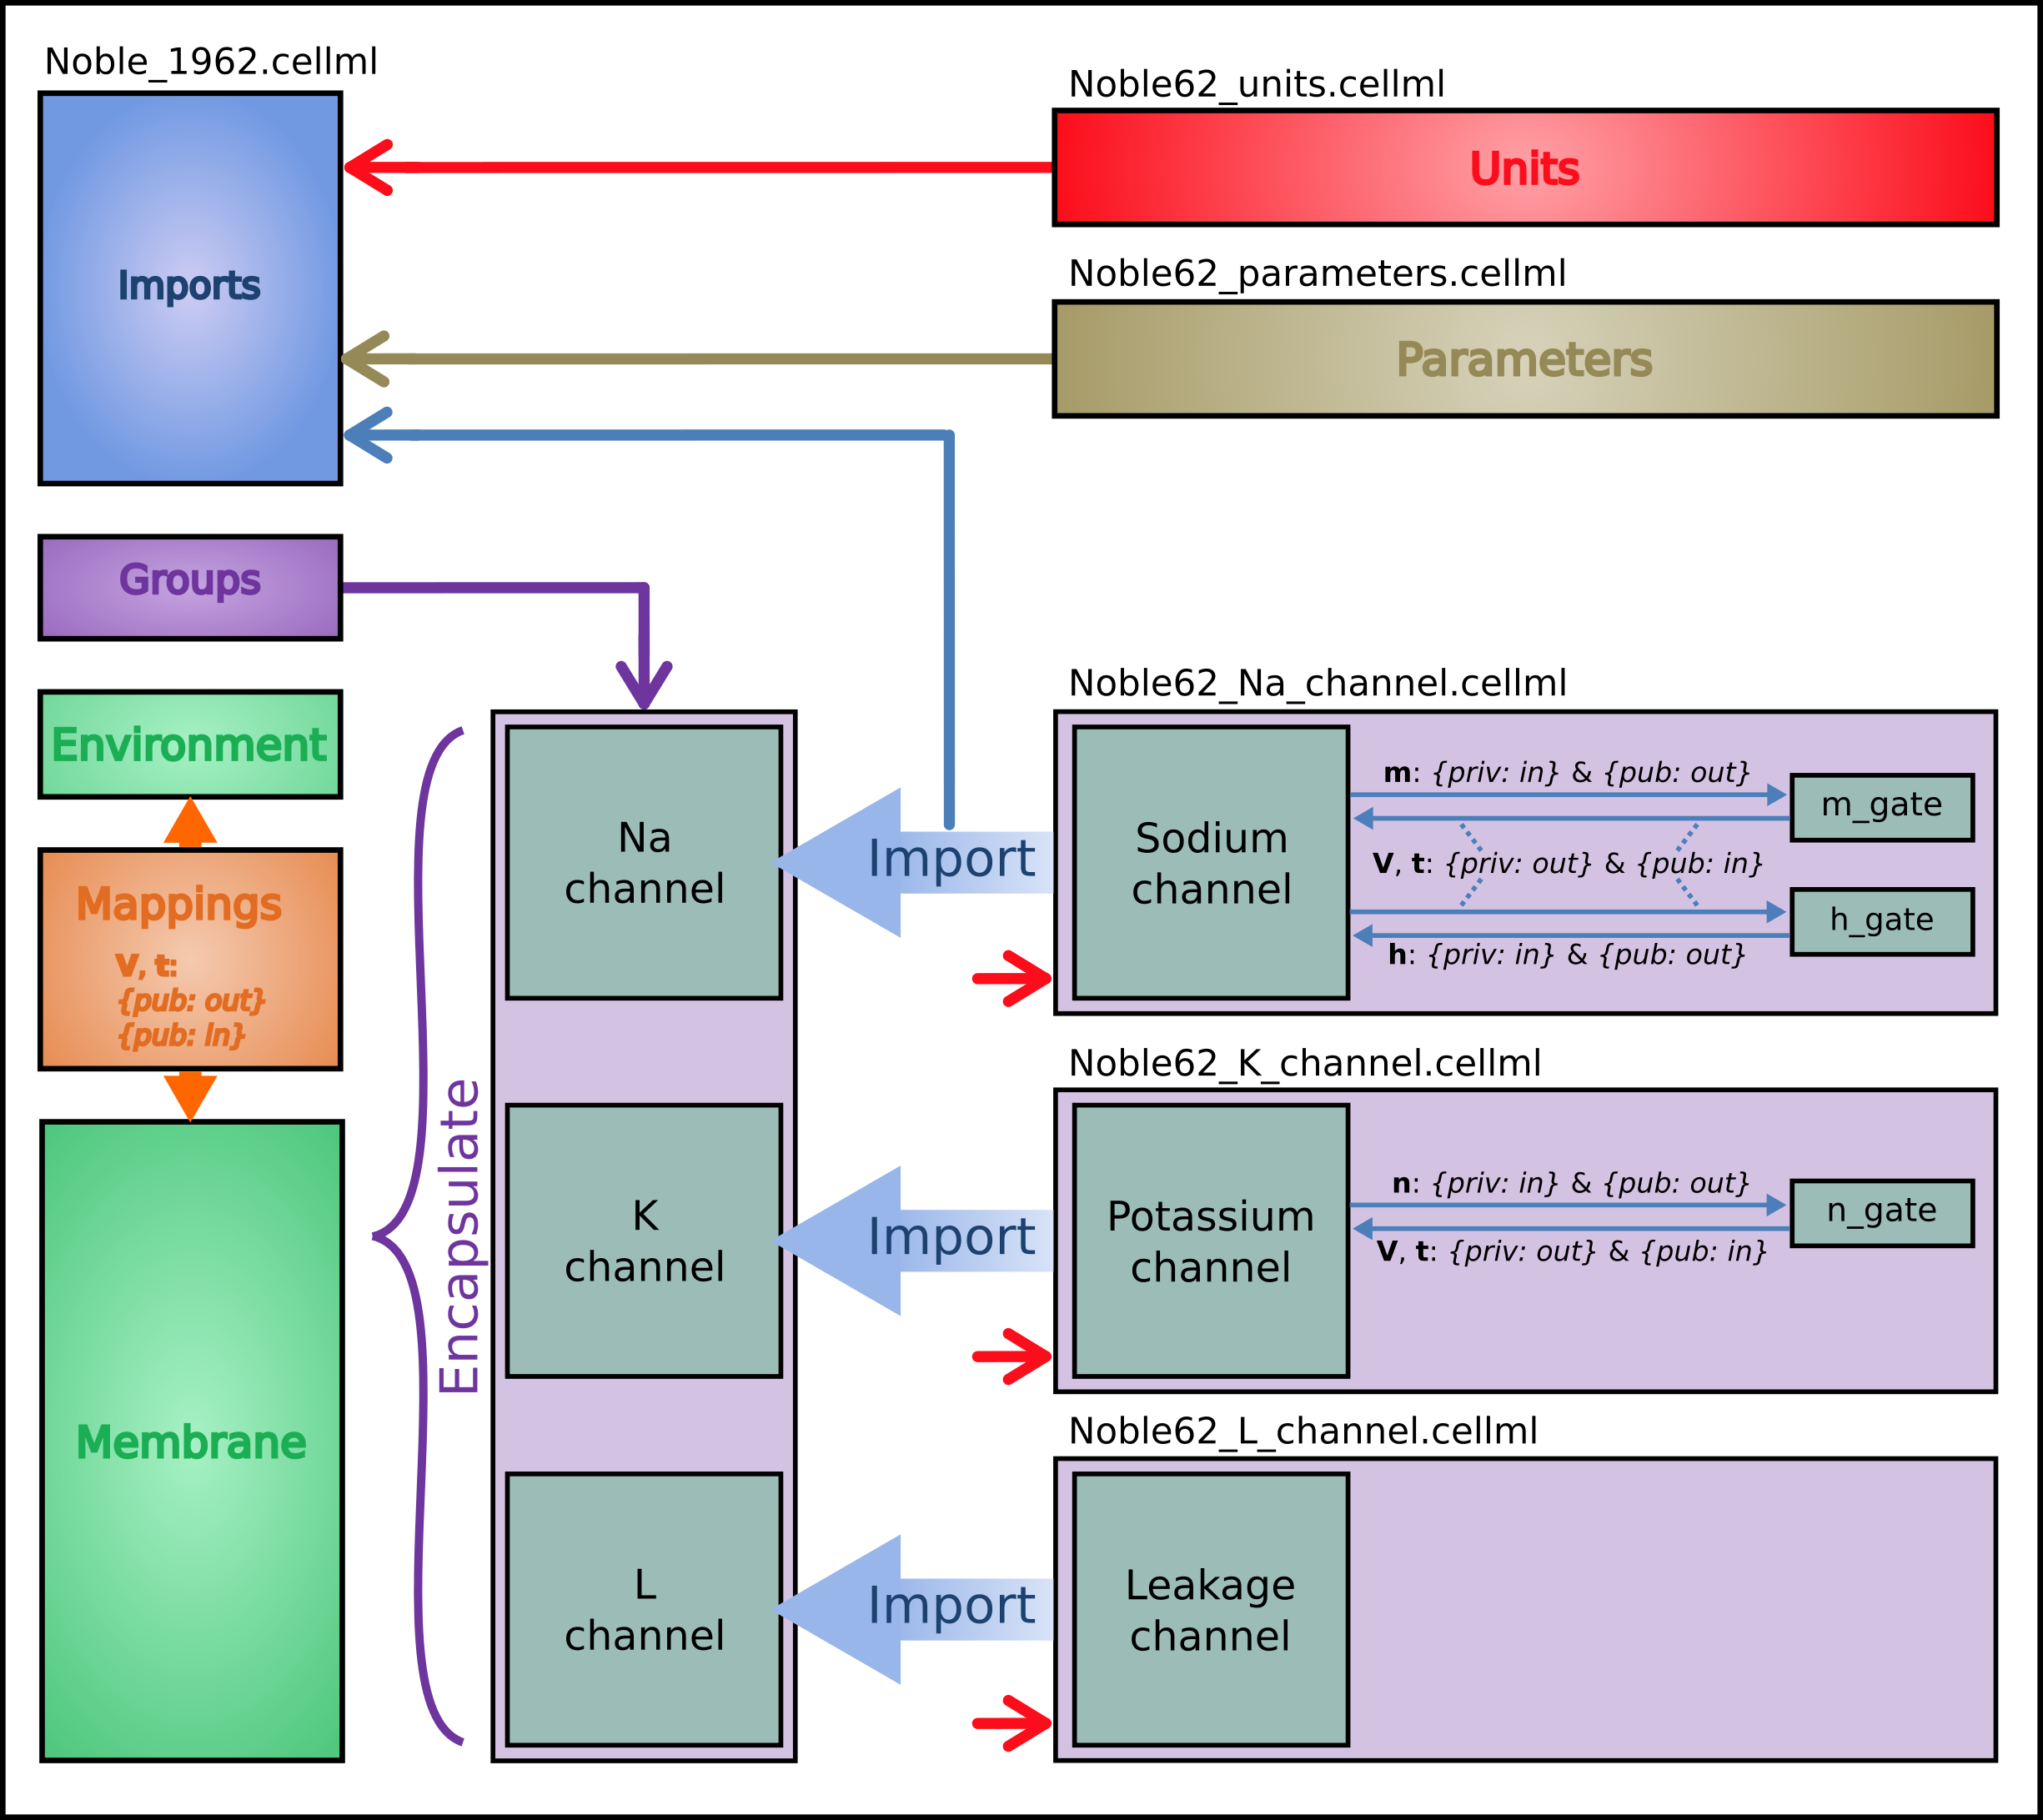 Noble_1962.cellml
Imports
Groups
Environment
Mappings
V, t:
{pub: out}
{pub: in}
Membrane
Encapsulate
Na
channel
K
channel
L
channel
Import
Import
Import
Noble62_units.cellml
Units
Noble62_parameters.cellml
Parameters
Noble62_Na_channel.cellml
Sodium
channel
m: {priv: in} & {pub: out}
V, t: {priv: out} & {pub: in}
h: {priv: in} & {pub: out}
m_gate
h_gate
Noble62_K_channel.cellml
Potassium
channel
n: {priv: in} & {pub: out}
V, t: {priv: out} & {pub: in}
n_gate
Noble62_L_channel.cellml
Leakage
channel